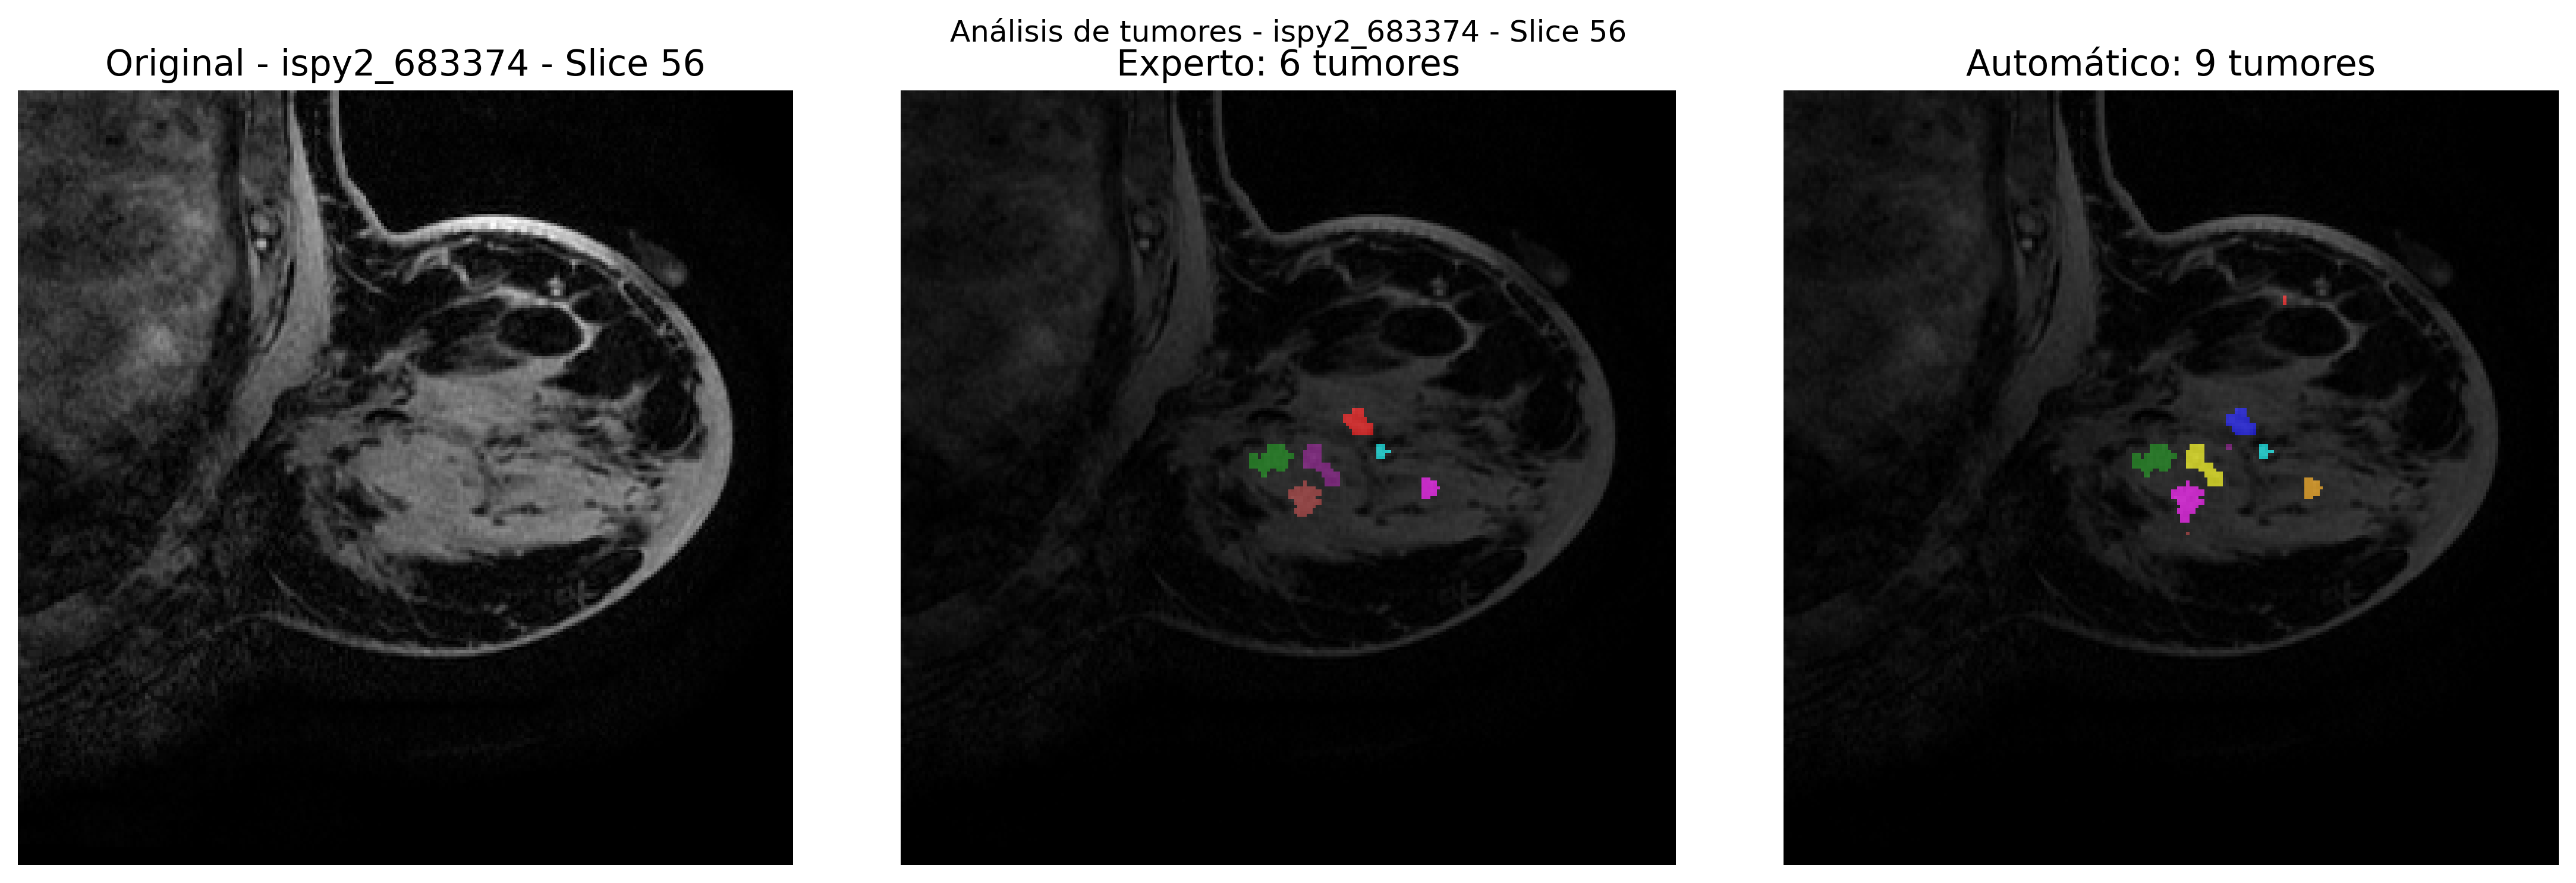 Análisis de tumores - ispy2_683374 - Slice 56
Original - ispy2_683374 - Slice 56
Experto: 6 tumores
Automático: 9 tumores